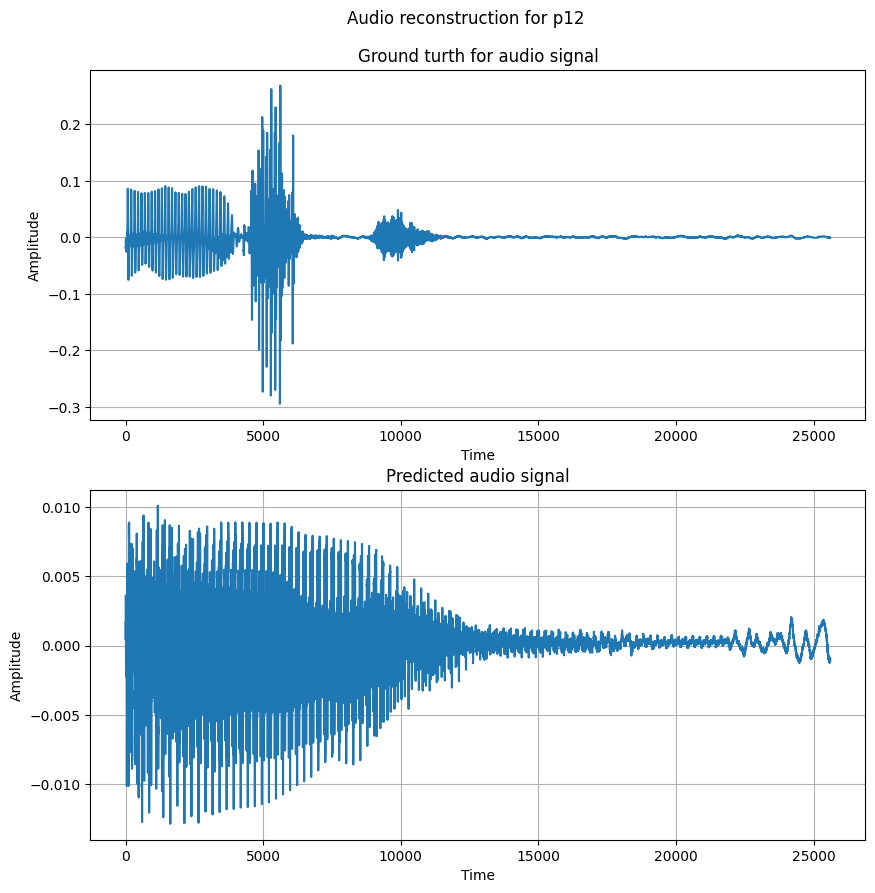 Audio reconstruction for p12
Ground turth for audio signal
0.2
0.1
0.0
−0.1
−0.2
−0.3
Amplitude
0 5000 10000 15000 20000 25000
Time
Predicted audio signal
0.010
0.005
0.000
−0.005
−0.010
Amplitude
0 5000 10000 15000 20000 25000
Time